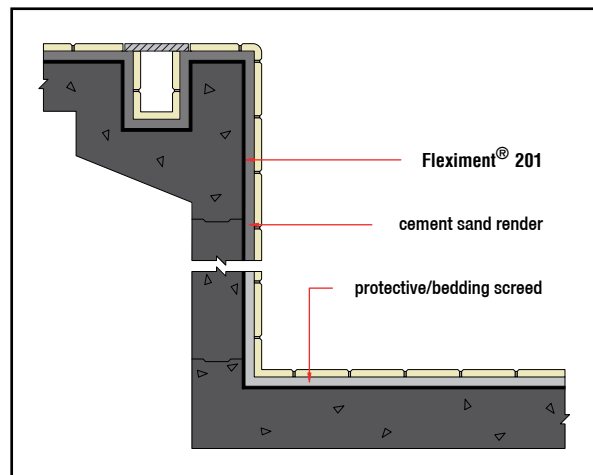 Fleximent® 201
cement sand render
protective/bedding screed